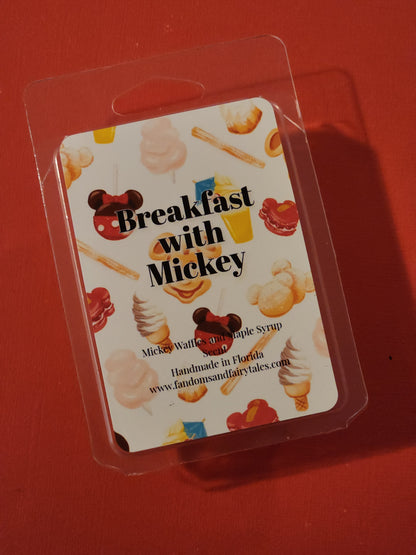 Breakfast
with
Mickey
Mickey Waffles and Maple Syrup
Scent
Handmade in Florida
www.fandomsandfairytales.com